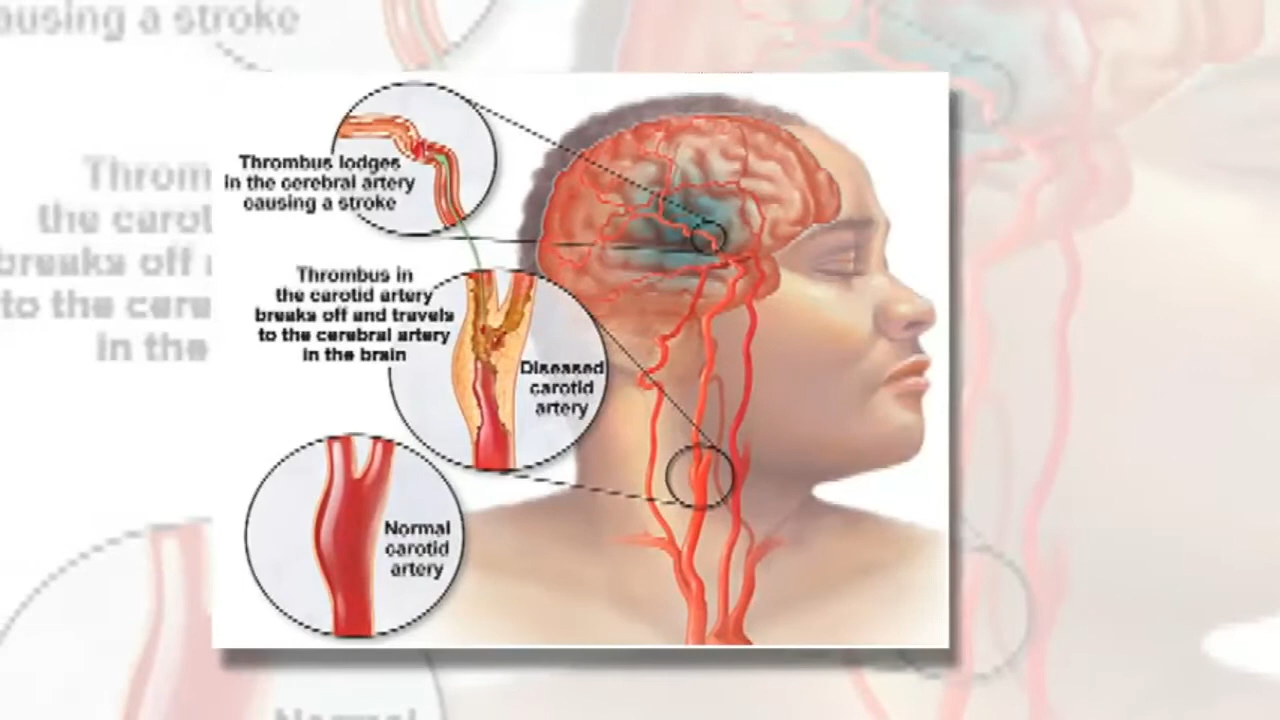 ausing a stroke
Throm
the carot
breaks off
to the cere
in the
Thrombus lodges
in the cerebral artery
causing a stroke
Thrombus in
the carotid artery
breaks off and travels
to the cerebral artery
in the brain
Diseased
carotid
artery
Normal
carotid
artery
Normal